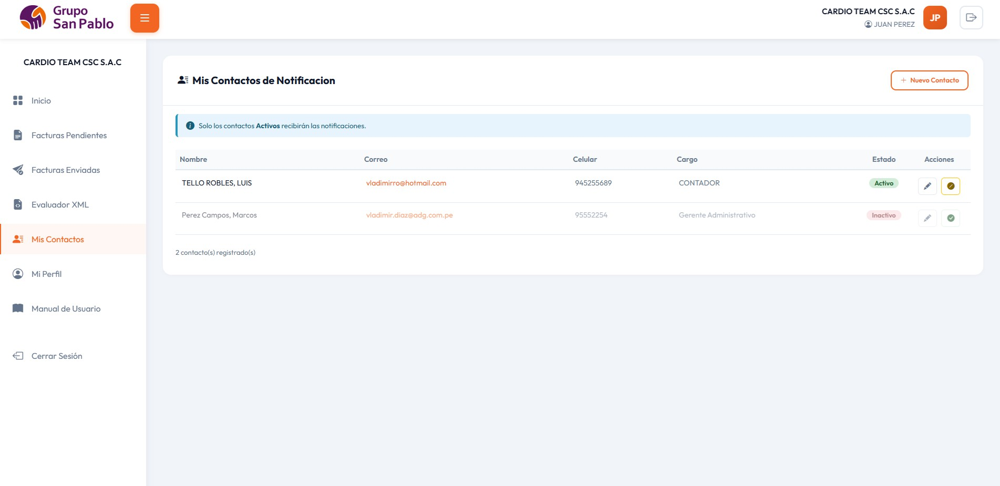 Grupo
San Pablo
CARDIO TEAM CSC S.A.C
JUAN PEREZ
JP
CARDIO TEAM CSC S.A.C
Inicio
Facturas Pendientes
Facturas Enviadas
Evaluador XML
Mis Contactos
Mi Perfil
Manual de Usuario
Cerrar Sesión
Mis Contactos de Notificacion
+ Nuevo Contacto
Solo los contactos Activos recibirán las notificaciones.
Nombre Correo Celular Cargo Estado Acciones
TELLO ROBLES, LUIS vladimirro@hotmail.com 945255689 CONTADOR Activo
Perez Campos, Marcos vladimir.diaz@adg.com.pe 95552254 Gerente Administrativo Inactivo
2 contacto(s) registrado(s)